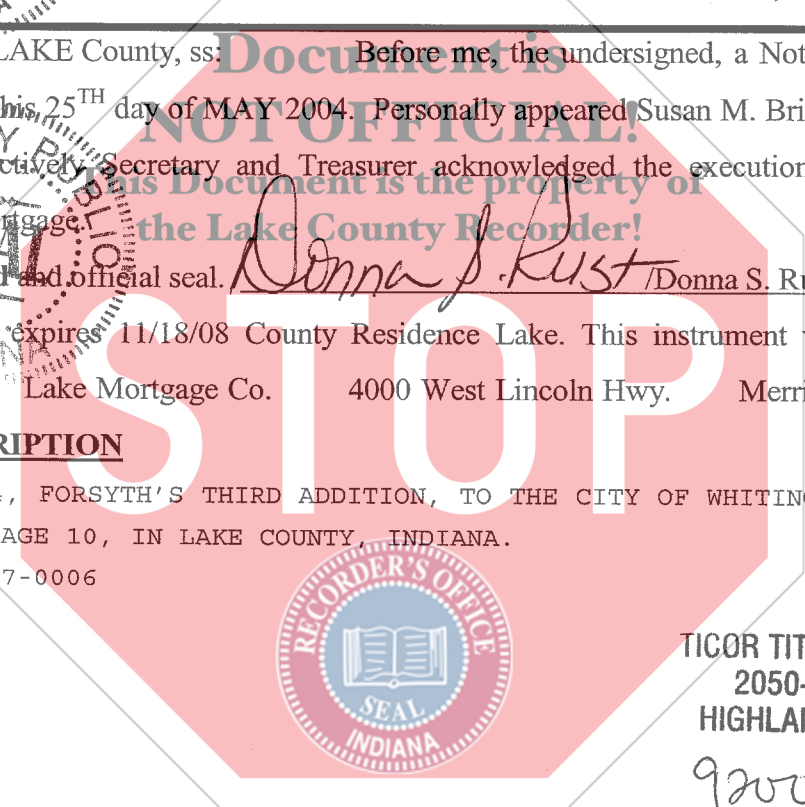 LAKE County, ss: Before me, the undersigned, a Not
his 25TH day of MAY 2004. Personally appeared Susan M. Bri
ctively Secretary and Treasurer acknowledged the execution
rtgage.
d and official seal. Donna S. Rust /Donna S. Ru
expires 11/18/08 County Residence Lake. This instrument
Lake Mortgage Co. 4000 West Lincoln Hwy. Merri
RIPTION
, FORSYTH'S THIRD ADDITION, TO THE CITY OF WHITING
AGE 10, IN LAKE COUNTY, INDIANA.
7-0006
Document is
NOT OFFICIAL!
This Document is the property of
the Lake County Recorder!
STOP
RECORDER'S OFFICE
SEAL
INDIANA
TICOR TIT
2050-
HIGHLA